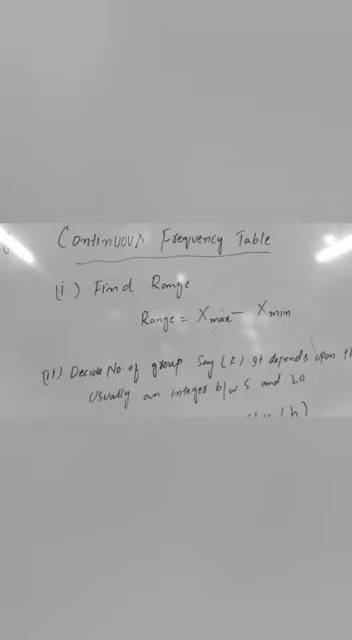 Continuous Frequency Table
(i) Find Range
Range = Xmax - Xmin
(ii) Decide No. of group Say (k). It depends upon th
Usually an integer b/w 5 and 20
(h)